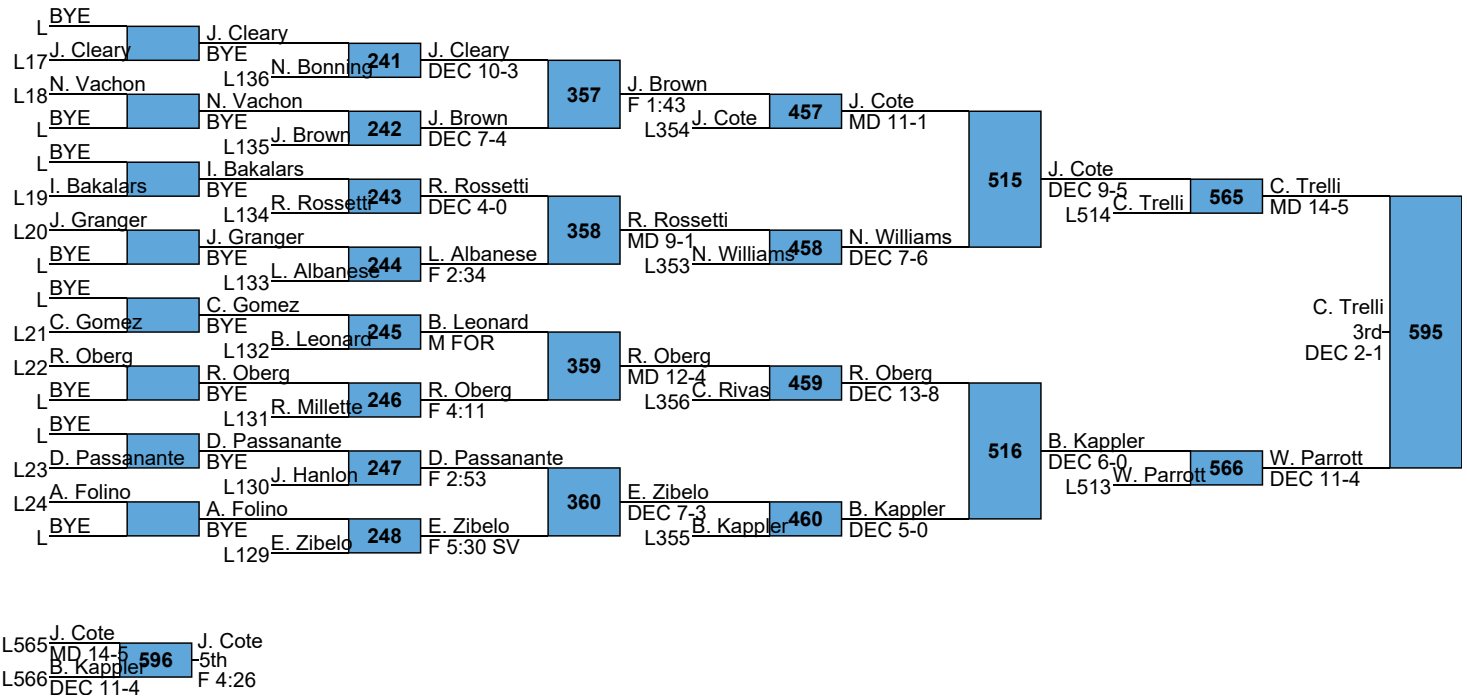 BYE
L
J. Cleary
L17
J. Cleary
BYE
N. Bonning
L136
241
J. Cleary
DEC 10-3
N. Vachon
L18
BYE
L
N. Vachon
BYE
J. Brown
L135
242
J. Brown
DEC 7-4
357
J. Brown
F 1:43
J. Cote
L354
457
J. Cote
MD 11-1
BYE
L
I. Bakalars
L19
I. Bakalars
BYE
R. Rossetti
L134
243
R. Rossetti
DEC 4-0
J. Granger
L20
BYE
L
J. Granger
BYE
L. Albanese
L133
244
L. Albanese
F 2:34
358
R. Rossetti
MD 9-1
N. Williams
L353
458
N. Williams
DEC 7-6
515
J. Cote
DEC 9-5
C. Trelli
L514
565
C. Trelli
MD 14-5
BYE
L
C. Gomez
L21
C. Gomez
BYE
B. Leonard
L132
245
B. Leonard
M FOR
R. Oberg
L22
BYE
L
R. Oberg
BYE
R. Millette
L131
246
R. Oberg
F 4:11
359
R. Oberg
MD 12-4
C. Rivas
L356
459
R. Oberg
DEC 13-8
BYE
L
D. Passanante
L23
D. Passanante
BYE
J. Hanlon
L130
247
D. Passanante
F 2:53
A. Folino
L24
BYE
L
A. Folino
BYE
E. Zibelo
L129
248
E. Zibelo
F 5:30 SV
360
E. Zibelo
DEC 7-3
B. Kappler
L355
460
B. Kappler
DEC 5-0
516
B. Kappler
DEC 6-0
W. Parrott
L513
566
W. Parrott
DEC 11-4
C. Trelli
3rd
DEC 2-1
595
J. Cote
L565
MD 14-5
B. Kappler
L566
DEC 11-4
596
J. Cote
5th
F 4:26